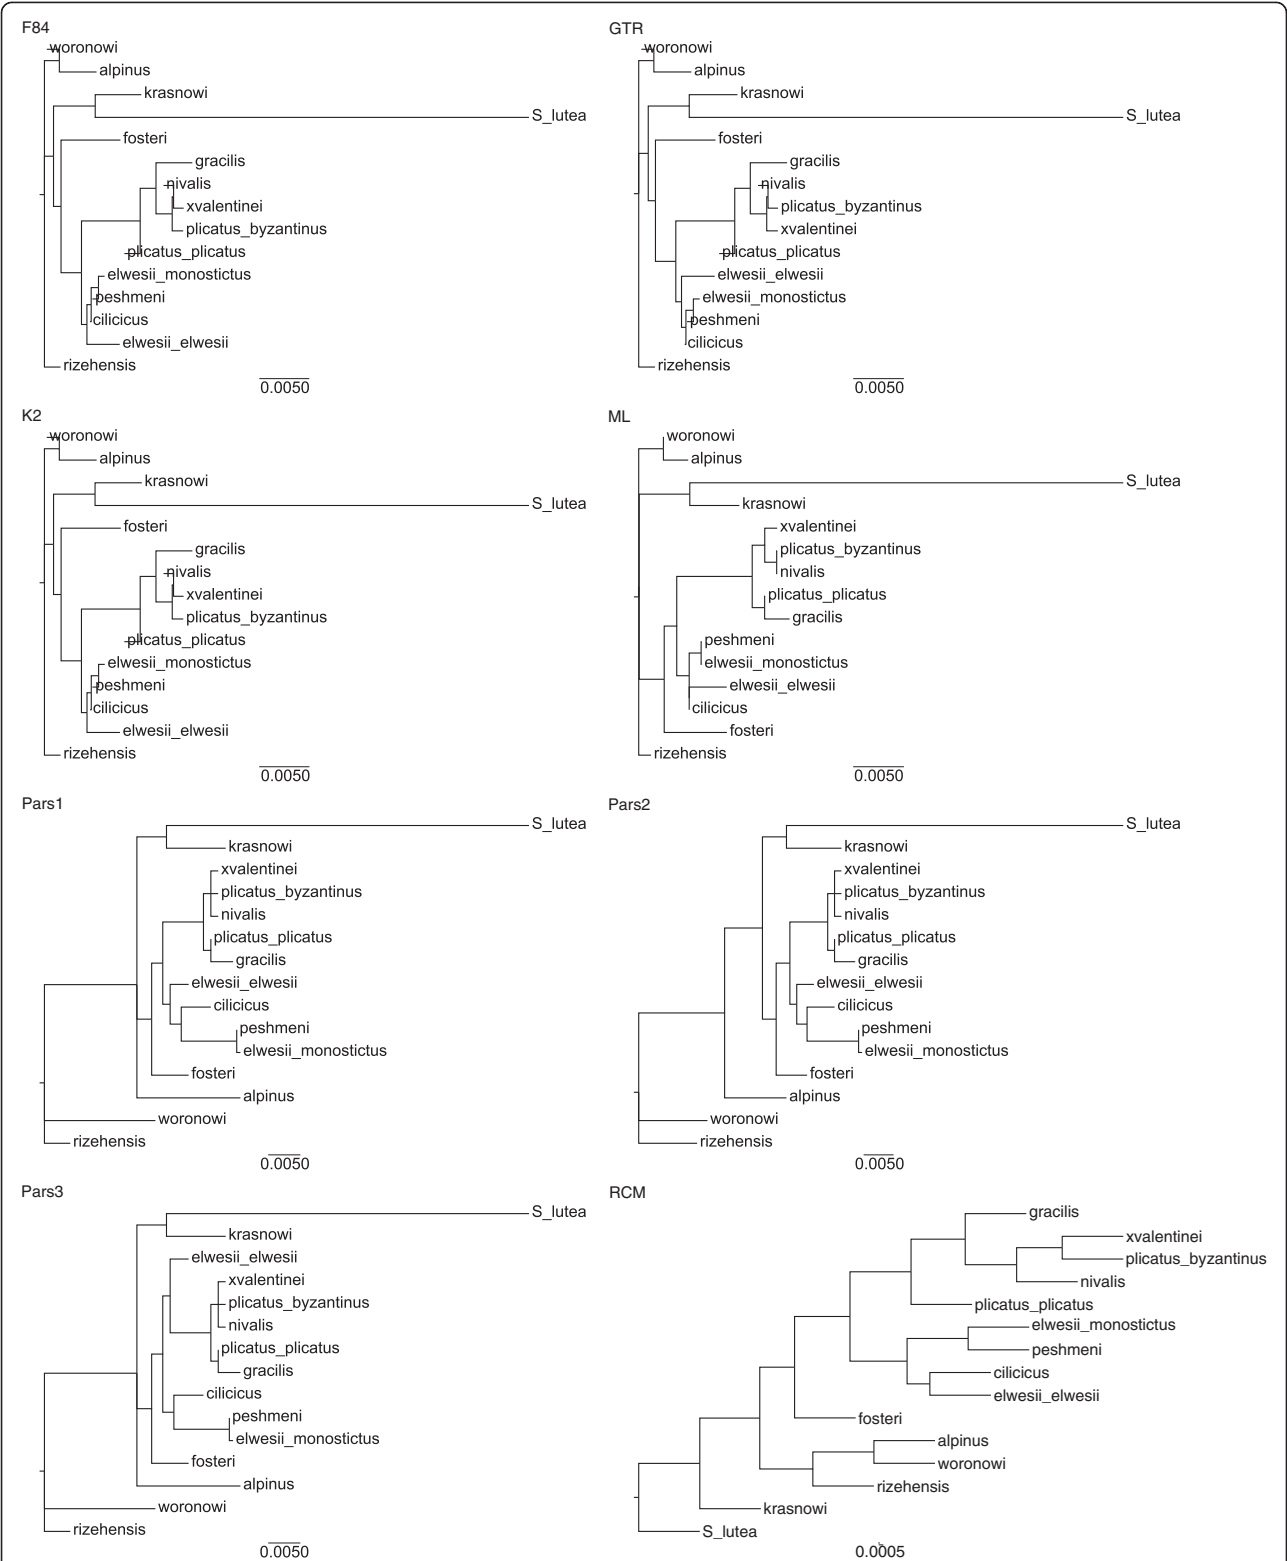 F84
woronowi
alpinus
krasnowi
S_lutea
fosteri
gracilis
nivalis
xvalentinei
plicatus_byzantinus
plicatus_plicatus
elwesii_monostictus
peshmeni
cilicicus
elwesii_elwesii
rizehensis
0.0050
GTR
woronowi
alpinus
krasnowi
S_lutea
fosteri
gracilis
nivalis
plicatus_byzantinus
xvalentinei
plicatus_plicatus
elwesii_elwesii
elwesii_monostictus
peshmeni
cilicicus
rizehensis
0.0050
K2
woronowi
alpinus
krasnowi
S_lutea
fosteri
gracilis
nivalis
xvalentinei
plicatus_byzantinus
plicatus_plicatus
elwesii_monostictus
peshmeni
cilicicus
elwesii_elwesii
rizehensis
0.0050
ML
woronowi
alpinus
S_lutea
krasnowi
xvalentinei
plicatus_byzantinus
nivalis
plicatus_plicatus
gracilis
peshmeni
elwesii_monostictus
elwesii_elwesii
cilicicus
fosteri
rizehensis
0.0050
Pars1
S_lutea
krasnowi
xvalentinei
plicatus_byzantinus
nivalis
plicatus_plicatus
gracilis
elwesii_elwesii
cilicicus
peshmeni
elwesii_monostictus
fosteri
alpinus
woronowi
rizehensis
0.0050
Pars2
S_lutea
krasnowi
xvalentinei
plicatus_byzantinus
nivalis
plicatus_plicatus
gracilis
elwesii_elwesii
cilicicus
peshmeni
elwesii_monostictus
fosteri
alpinus
woronowi
rizehensis
0.0050
Pars3
S_lutea
krasnowi
elwesii_elwesii
xvalentinei
plicatus_byzantinus
nivalis
plicatus_plicatus
gracilis
cilicicus
peshmeni
elwesii_monostictus
fosteri
alpinus
woronowi
rizehensis
0.0050
RCM
gracilis
xvalentinei
plicatus_byzantinus
nivalis
plicatus_plicatus
elwesii_monostictus
peshmeni
cilicicus
elwesii_elwesii
fosteri
alpinus
woronowi
rizehensis
krasnowi
S_lutea
0.0005